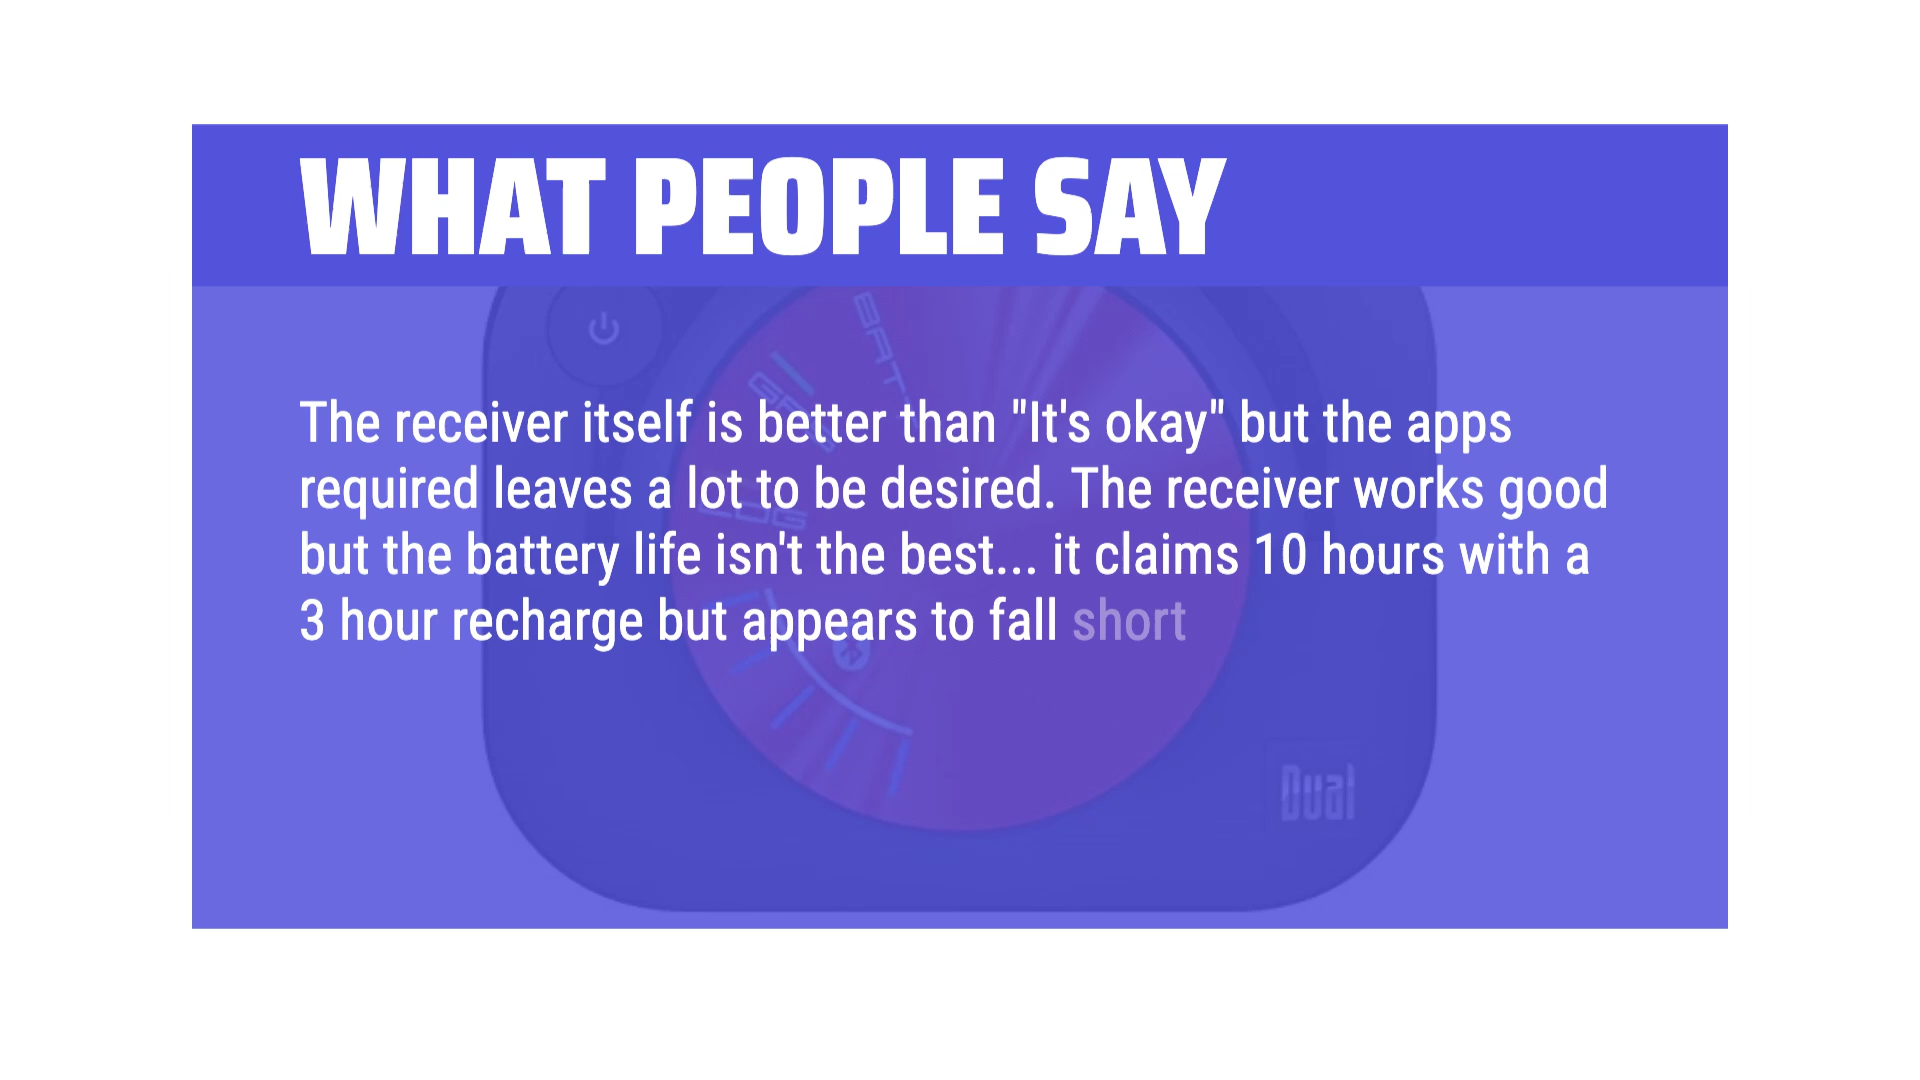 WHAT PEOPLE SAY
The receiver itself is better than "It's okay" but the apps
required leaves a lot to be desired. The receiver works good
but the battery life isn't the best... it claims 10 hours with a
3 hour recharge but appears to fall short
Dual